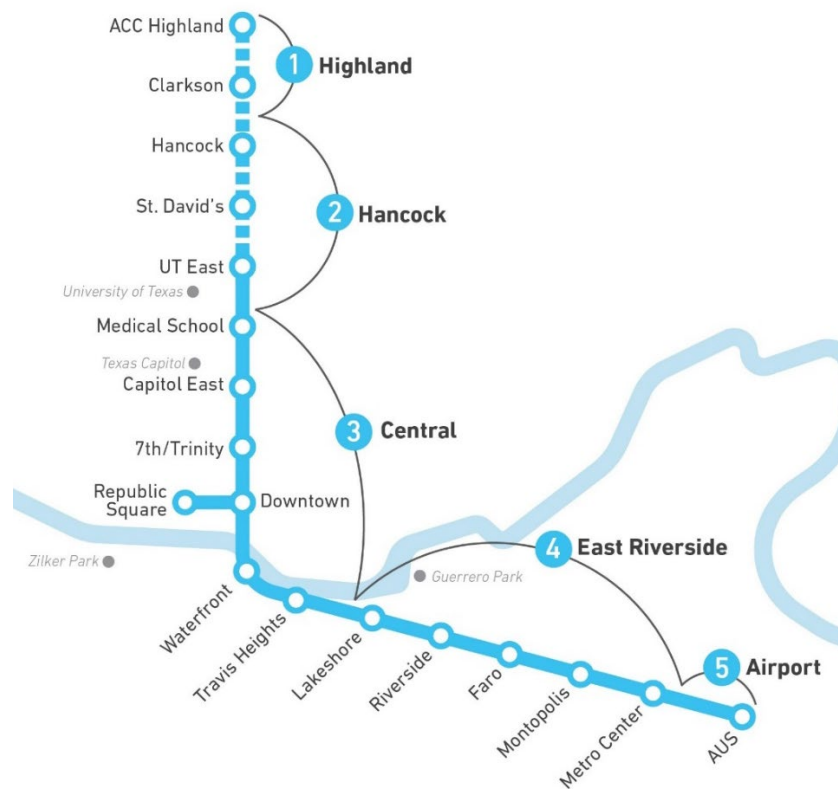 ACC Highland
1 Highland
Clarkson
Hancock
St. David's
2 Hancock
UT East
University of Texas
Medical School
Texas Capitol
Capitol East
3 Central
7th/Trinity
Republic
Square
Downtown
4 East Riverside
Zilker Park
Guerrero Park
Waterfront
Travis Heights
Lakeshore
Riverside
Faro
Montopolis
Metro Center
5 Airport
AUS